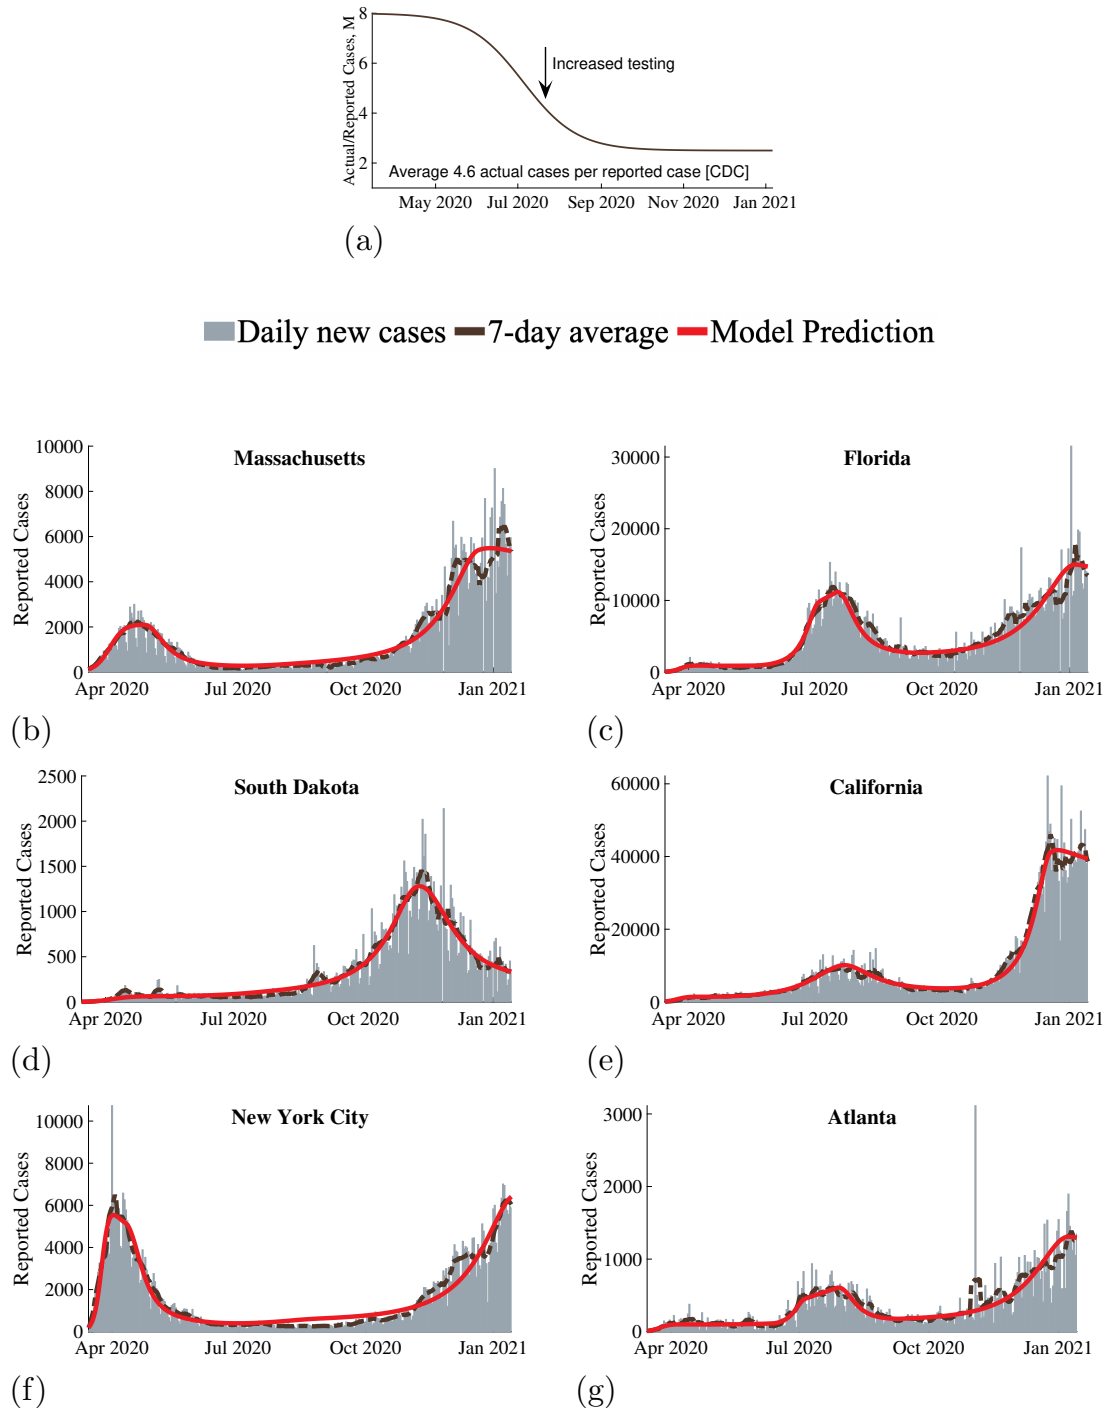 Actual/Reported Cases, M
8
6
4
2
Increased testing
Average 4.6 actual cases per reported case [CDC]
May 2020 Jul 2020 Sep 2020 Nov 2020 Jan 2021
(a)
Daily new cases 7-day average Model Prediction
Massachusetts
Reported Cases
10000
8000
6000
4000
2000
0
Apr 2020 Jul 2020 Oct 2020 Jan 2021
(b)
Florida
Reported Cases
30000
20000
10000
0
Apr 2020 Jul 2020 Oct 2020 Jan 2021
(c)
South Dakota
Reported Cases
2500
2000
1500
1000
500
0
Apr 2020 Jul 2020 Oct 2020 Jan 2021
(d)
California
Reported Cases
60000
40000
20000
0
Apr 2020 Jul 2020 Oct 2020 Jan 2021
(e)
New York City
Reported Cases
10000
8000
6000
4000
2000
0
Apr 2020 Jul 2020 Oct 2020 Jan 2021
(f)
Atlanta
Reported Cases
3000
2000
1000
0
Apr 2020 Jul 2020 Oct 2020 Jan 2021
(g)